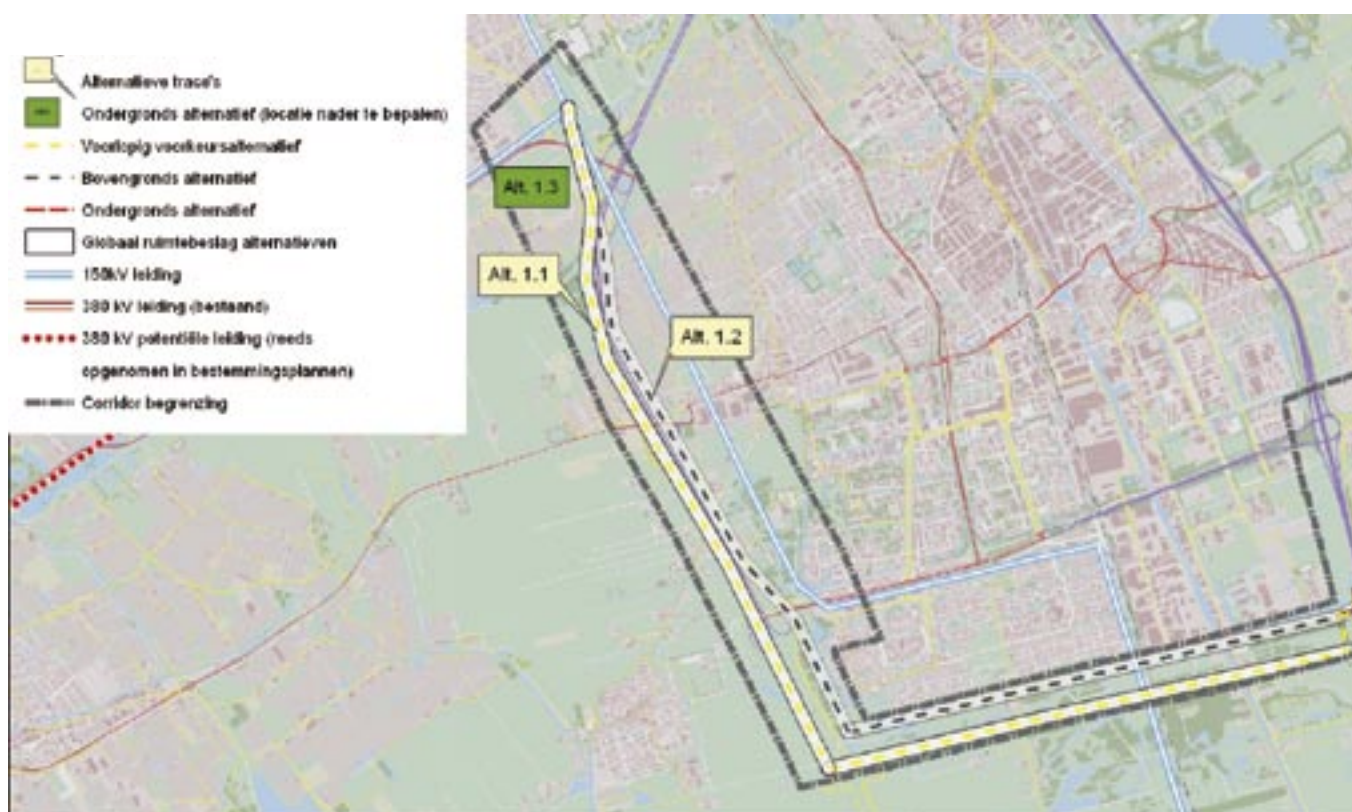 Alternatieve trace's
Ondergronds alternatief (locatie nader te bepalen)
Voorlopig voorkeursalternatief
Bovengronds alternatief
Ondergronds alternatief
Globaal ruimtebeslag alternatieven
150kV leiding
380 kV leiding (bestaand)
380 kV potentiële leiding (reeds
opgenomen in bestemmingsplannen)
Corridor begrenzing
Alt. 1.3
Alt. 1.1
Alt. 1.2